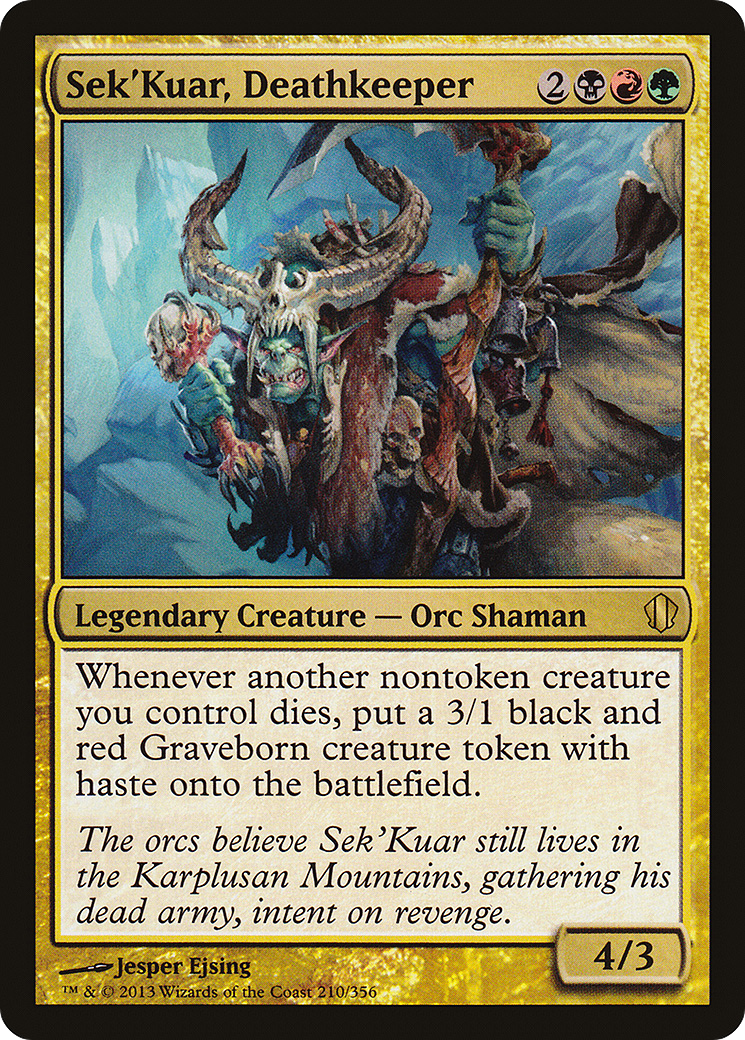 Sek'Kuar, Deathkeeper 2
Legendary Creature — Orc Shaman
Whenever another nontoken creature
you control dies, put a 3/1 black and
red Graveborn creature token with
haste onto the battlefield.
The orcs believe Sek'Kuar still lives in
the Karplusan Mountains, gathering his
dead army, intent on revenge.
4/3
Jesper Ejsing
™ & © 2013 Wizards of the Coast 210/356